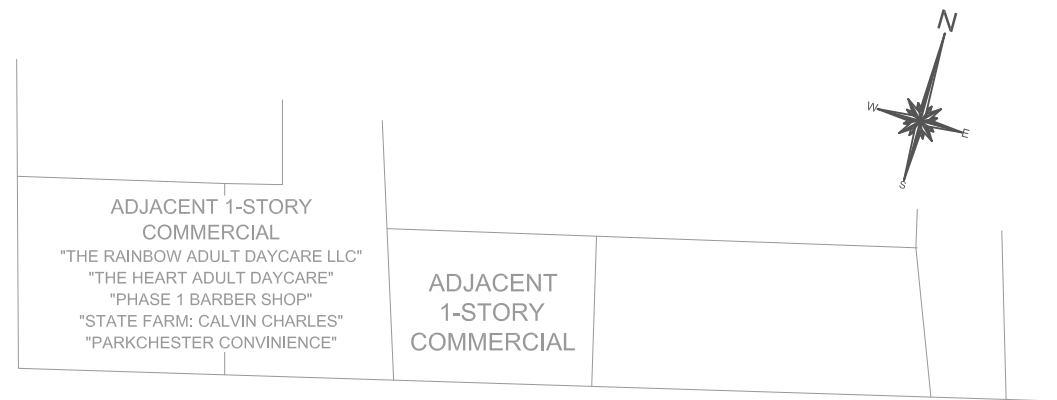 N
W
E
S
ADJACENT 1-STORY
COMMERCIAL
"THE RAINBOW ADULT DAYCARE LLC"
"THE HEART ADULT DAYCARE"
"PHASE 1 BARBER SHOP"
"STATE FARM: CALVIN CHARLES"
"PARKCHESTER CONVINIENCE"
ADJACENT
1-STORY
COMMERCIAL